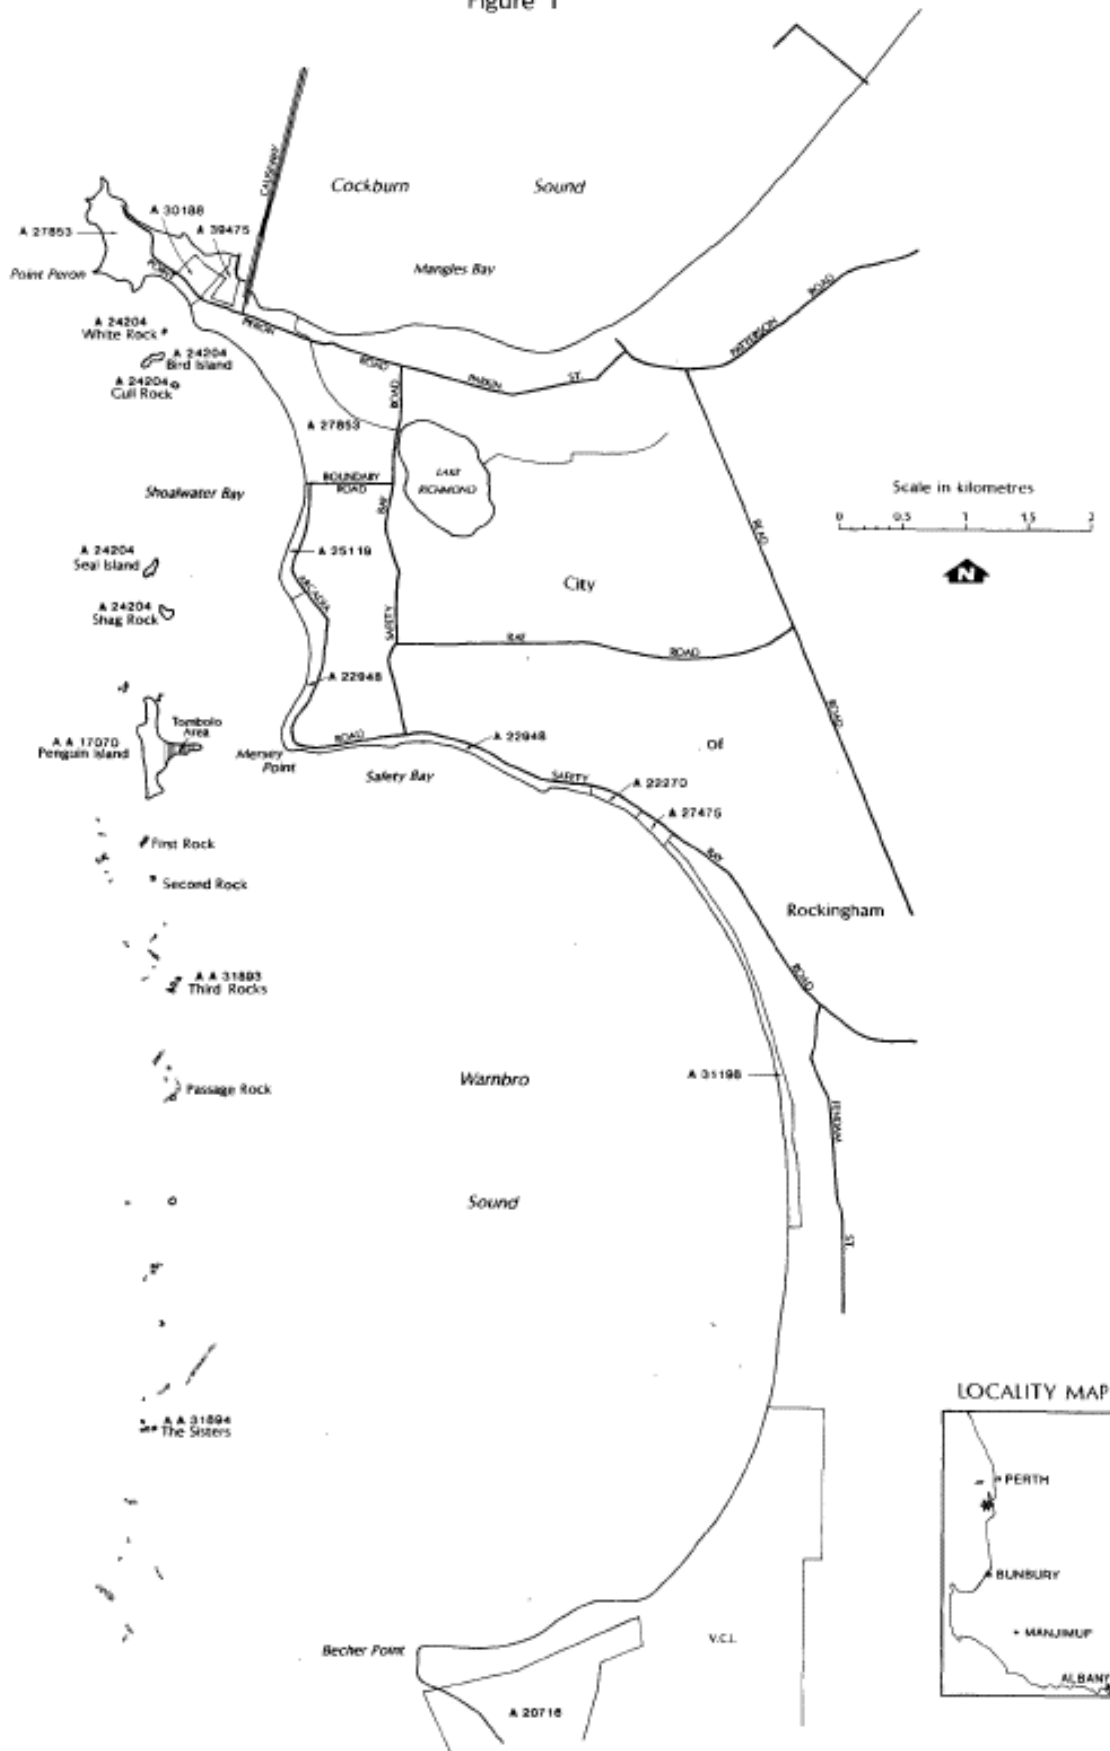 Figure 1
CAUSEWAY
Cockburn Sound
A 30188
A 39475
A 27853
Point Peron
Mangles Bay
POINT
PERON
ROAD
PARKIN
ST.
PATTERSON
ROAD
A 24204
White Rock
A 24204
Bird Island
A 24204
Gull Rock
ROAD
A 27853
LAKE
RICHMOND
BOUNDARY
ROAD
Shoalwater Bay
BAY
READ
Scale in kilometres
0 0.5 1 1.5 2
N
A 24204
Seal Island
A 25119
ARCADIA
City
A 24204
Shag Rock
SAFETY
BAY
ROAD
A 22948
ROAD
Tombolo
Area
A A 17070
Penguin Island
Mersey
Point
ROAD
A 22948
Of
Safety Bay
SAFETY
A 22270
A 27475
First Rock
BAY
Second Rock
Rockingham
A A 31893
Third Rocks
ROAD
Warnbro
A 31198
Passage Rock
Sound
ST.
A A 31894
The Sisters
LOCALITY MAP
PERTH
BUNBURY
MANJIMUP
ALBANY
Becher Point
V.C.L.
A 20716